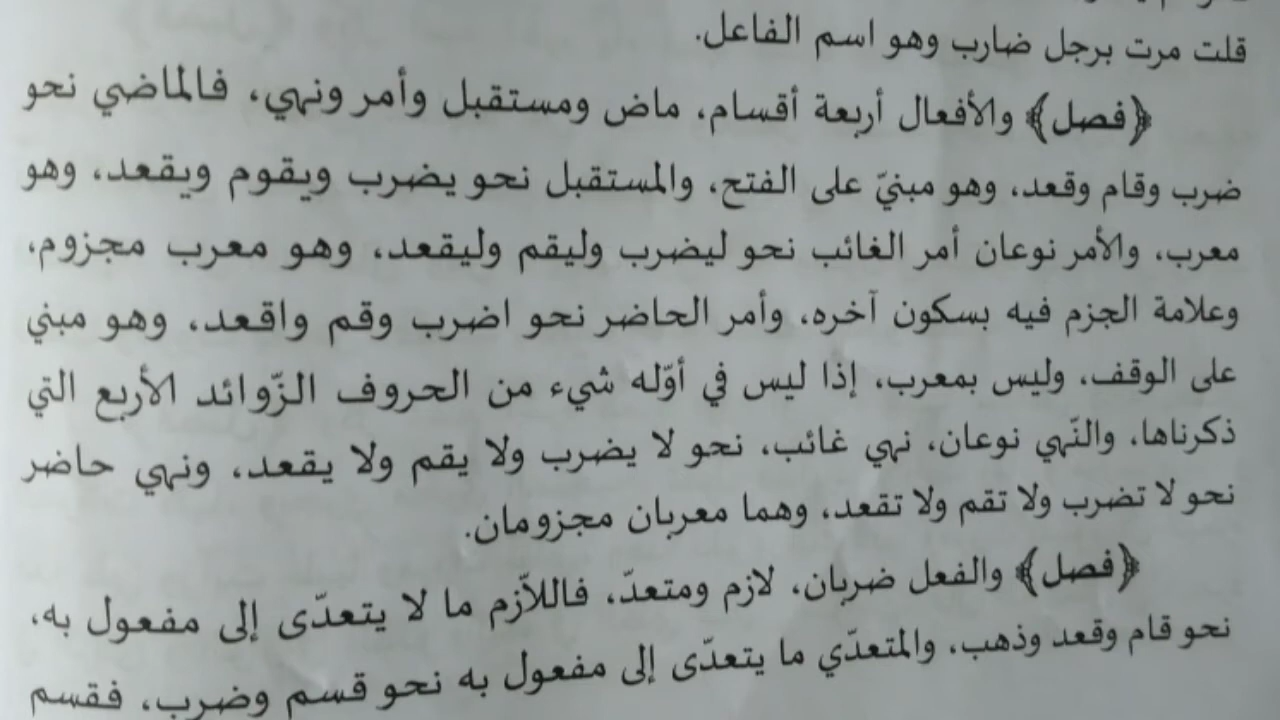 قلت مرت برجل ضارب وهو اسم الفاعل.
﴿فصل﴾ والأفعال أربعة أقسام، ماض ومستقبل وأمر ونهي، فالماضي نحو
ضرب وقام وقعد، وهو مبنيّ على الفتح، والمستقبل نحو يضرب ويقوم ويقعد، وهو
معرب، والأمر نوعان أمر الغائب نحو ليضرب وليقم وليقعد، وهو معرب مجزوم،
وعلامة الجزم فيه بسكون آخره، وأمر الحاضر نحو اضرب وقم واقعد، وهو مبني
على الوقف، وليس بمعرب، إذا ليس في أوّله شيء من الحروف الزّوائد الأربع التي
ذكرناها، والنّهي نوعان، نهي غائب، نحو لا يضرب ولا يقم ولا يقعد، ونهي حاضر
نحو لا تضرب ولا تقم ولا تقعد، وهما معربان مجزومان.
﴿فصل﴾ والفعل ضربان، لازم ومتعدّ، فاللاّزم ما لا يتعدّى إلى مفعول به،
نحو قام وقعد وذهب، والمتعدّي ما يتعدّى إلى مفعول به نحو قسم وضرب، فقسم